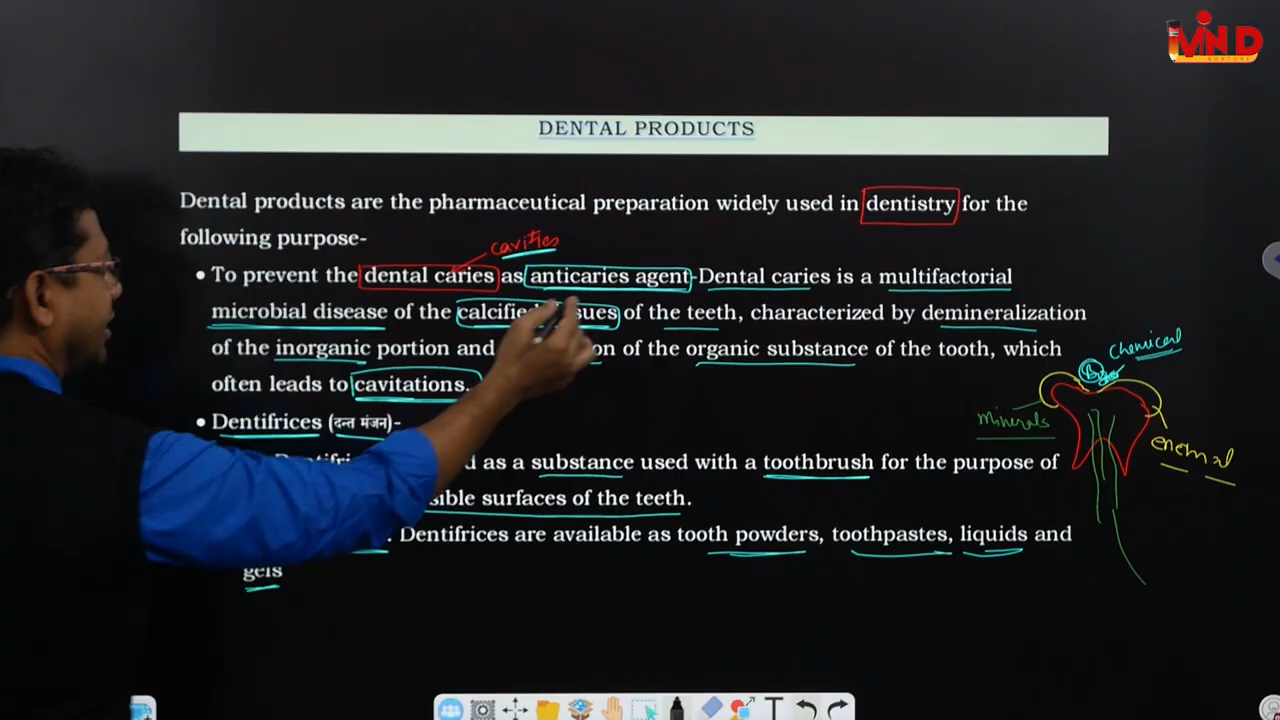 MIND
NURTURE
DENTAL PRODUCTS
Dental products are the pharmaceutical preparation widely used in dentistry for the
following purpose-
cavities
• To prevent the dental caries as anticaries agent-Dental caries is a multifactorial
microbial disease of the calcified of the teeth, characterized by demineralization
of the inorganic portion and of the organic substance of the tooth, which
often leads to cavitations.
chemical
minerals
enemal
• Dentifrices (दन्त मंजन)-
as a substance used with a toothbrush for the purpose of
surfaces of the teeth.
. Dentifrices are available as tooth powders, toothpastes, liquids and
gels
T